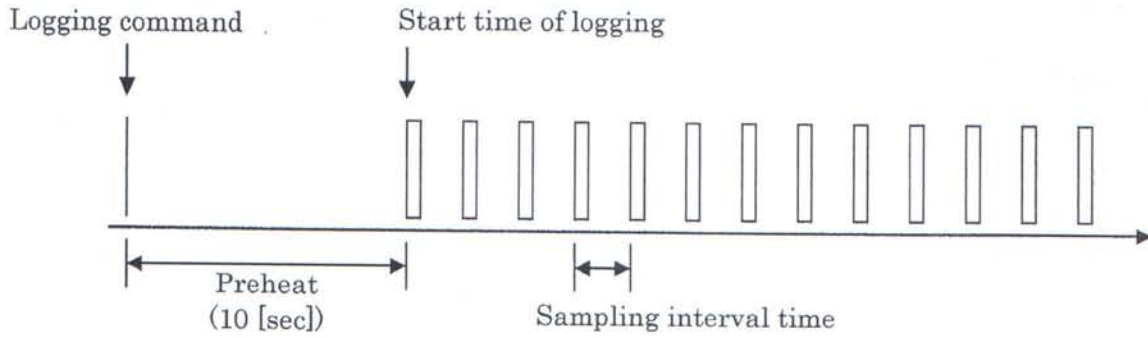 Logging command
Start time of logging
Preheat
(10 [sec])
Sampling interval time